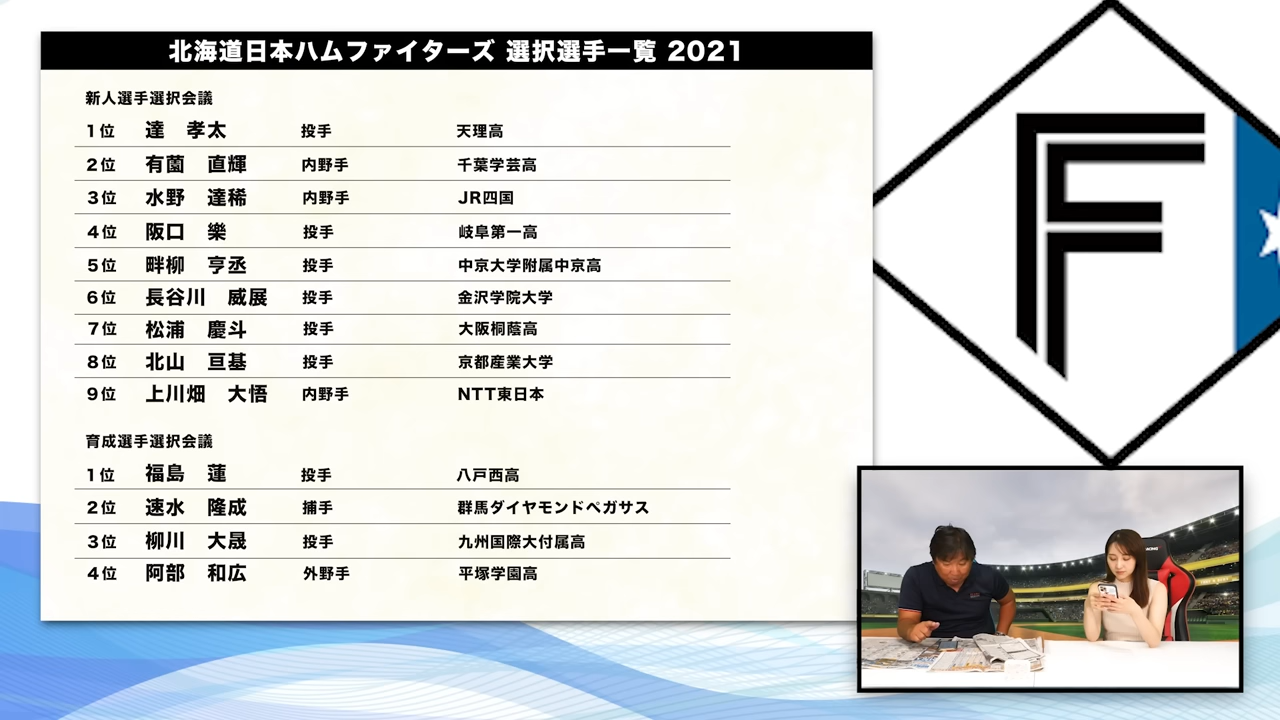 北海道日本ハムファイターズ 選択選手一覧 2021
新人選手選択会議
1位 達 孝太 投手 天理高
2位 有薗 直輝 内野手 千葉学芸高
3位 水野 達稀 内野手 JR四国
4位 阪口 樂 投手 岐阜第一高
5位 畔柳 亨丞 投手 中京大学附属中京高
6位 長谷川 威展 投手 金沢学院大学
7位 松浦 慶斗 投手 大阪桐蔭高
8位 北山 亘基 投手 京都産業大学
9位 上川畑 大悟 内野手 NTT東日本
育成選手選択会議
1位 福島 蓮 投手 八戸西高
2位 速水 隆成 捕手 群馬ダイヤモンドペガサス
3位 柳川 大晟 投手 九州国際大付属高
4位 阿部 和広 外野手 平塚学園高
F